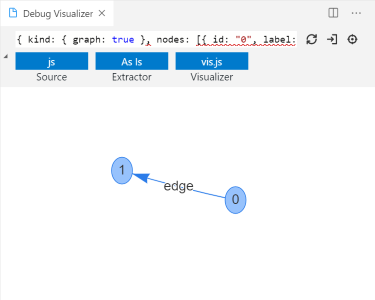 Debug Visualizer
{ kind: { graph: true }, nodes: [{ id: "0", label:
js As Is vis.js
Source Extractor Visualizer
1
edge
0